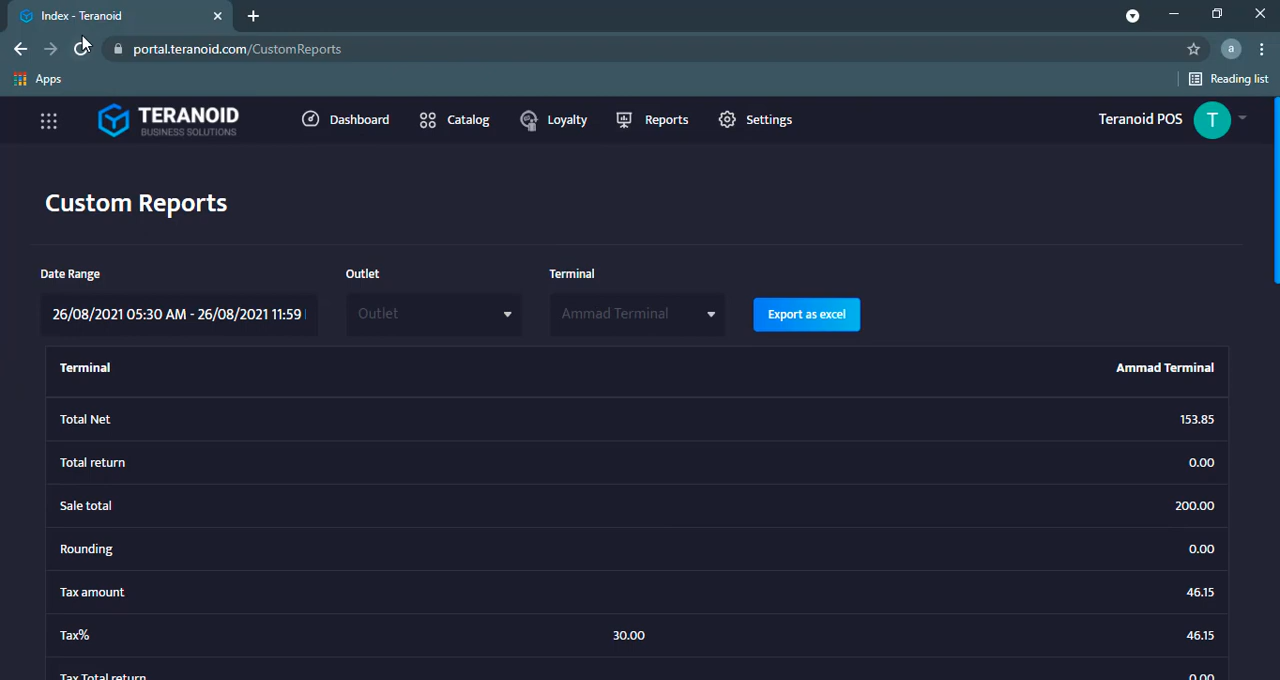 Index - Teranoid
portal.teranoid.com/CustomReports
a
Apps
Reading list
TERANOID
BUSINESS SOLUTIONS
Dashboard
Catalog
Loyalty
Reports
Settings
Teranoid POS
T
Custom Reports
Date Range
Outlet
Terminal
26/08/2021 05:30 AM - 26/08/2021 11:59
Outlet
Ammad Terminal
Export as excel
Terminal Ammad Terminal
Total Net 153.85
Total return 0.00
Sale total 200.00
Rounding 0.00
Tax amount 46.15
Tax% 30.00 46.15
Tax Total return 0.00